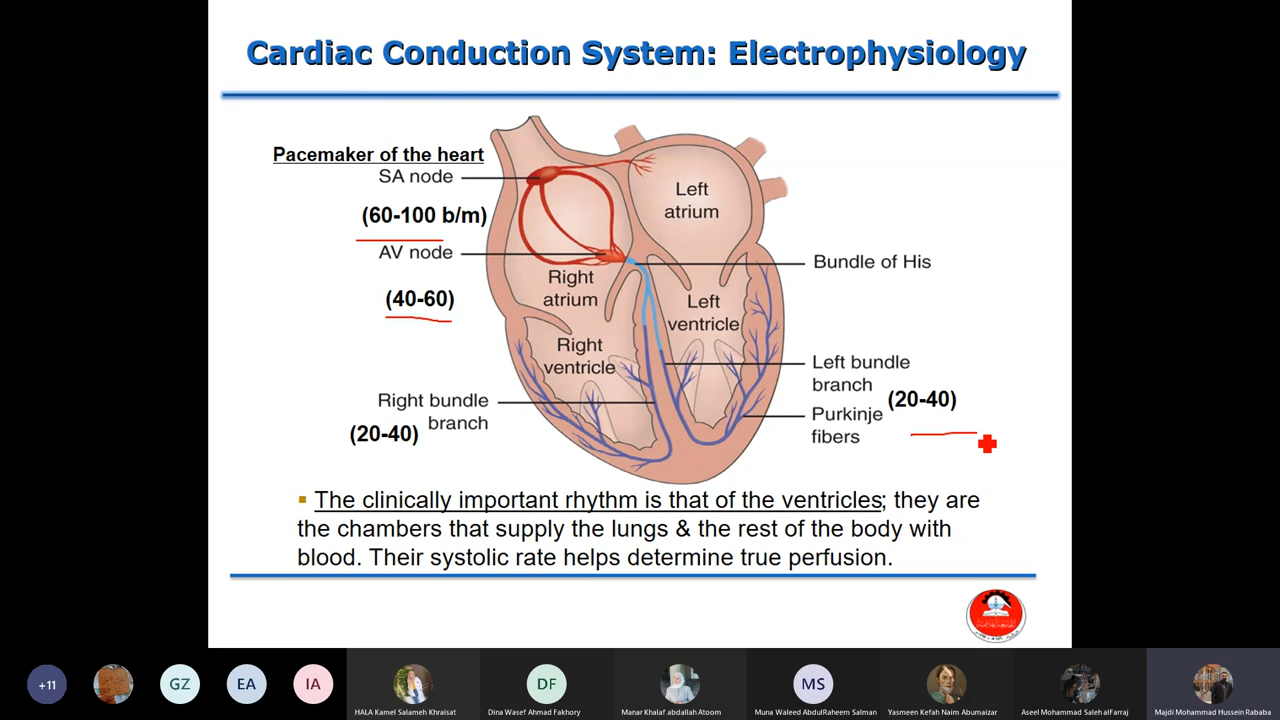 Cardiac Conduction System: Electrophysiology
Pacemaker of the heart
SA node
(60-100 b/m)
AV node
(40-60)
Right bundle
branch
(20-40)
Left
atrium
Right
atrium
Left
ventricle
Right
ventricle
Bundle of His
Left bundle
branch
(20-40)
Purkinje
fibers
▪ The clinically important rhythm is that of the ventricles; they are
the chambers that supply the lungs & the rest of the body with
blood. Their systolic rate helps determine true perfusion.
+11
GZ
EA
IA
HALA Kamel Salameh Khraisat
DF
Dina Wasef Ahmad Fakhory
Manar Khalaf abdallah Atoom
MS
Muna Waleed AbdulRaheem Salman
Yasmeen Kefah Naim Abumaizar
Aseel Mohammad Saleh alFarraj
Majdi Mohammad Hussein Rababa